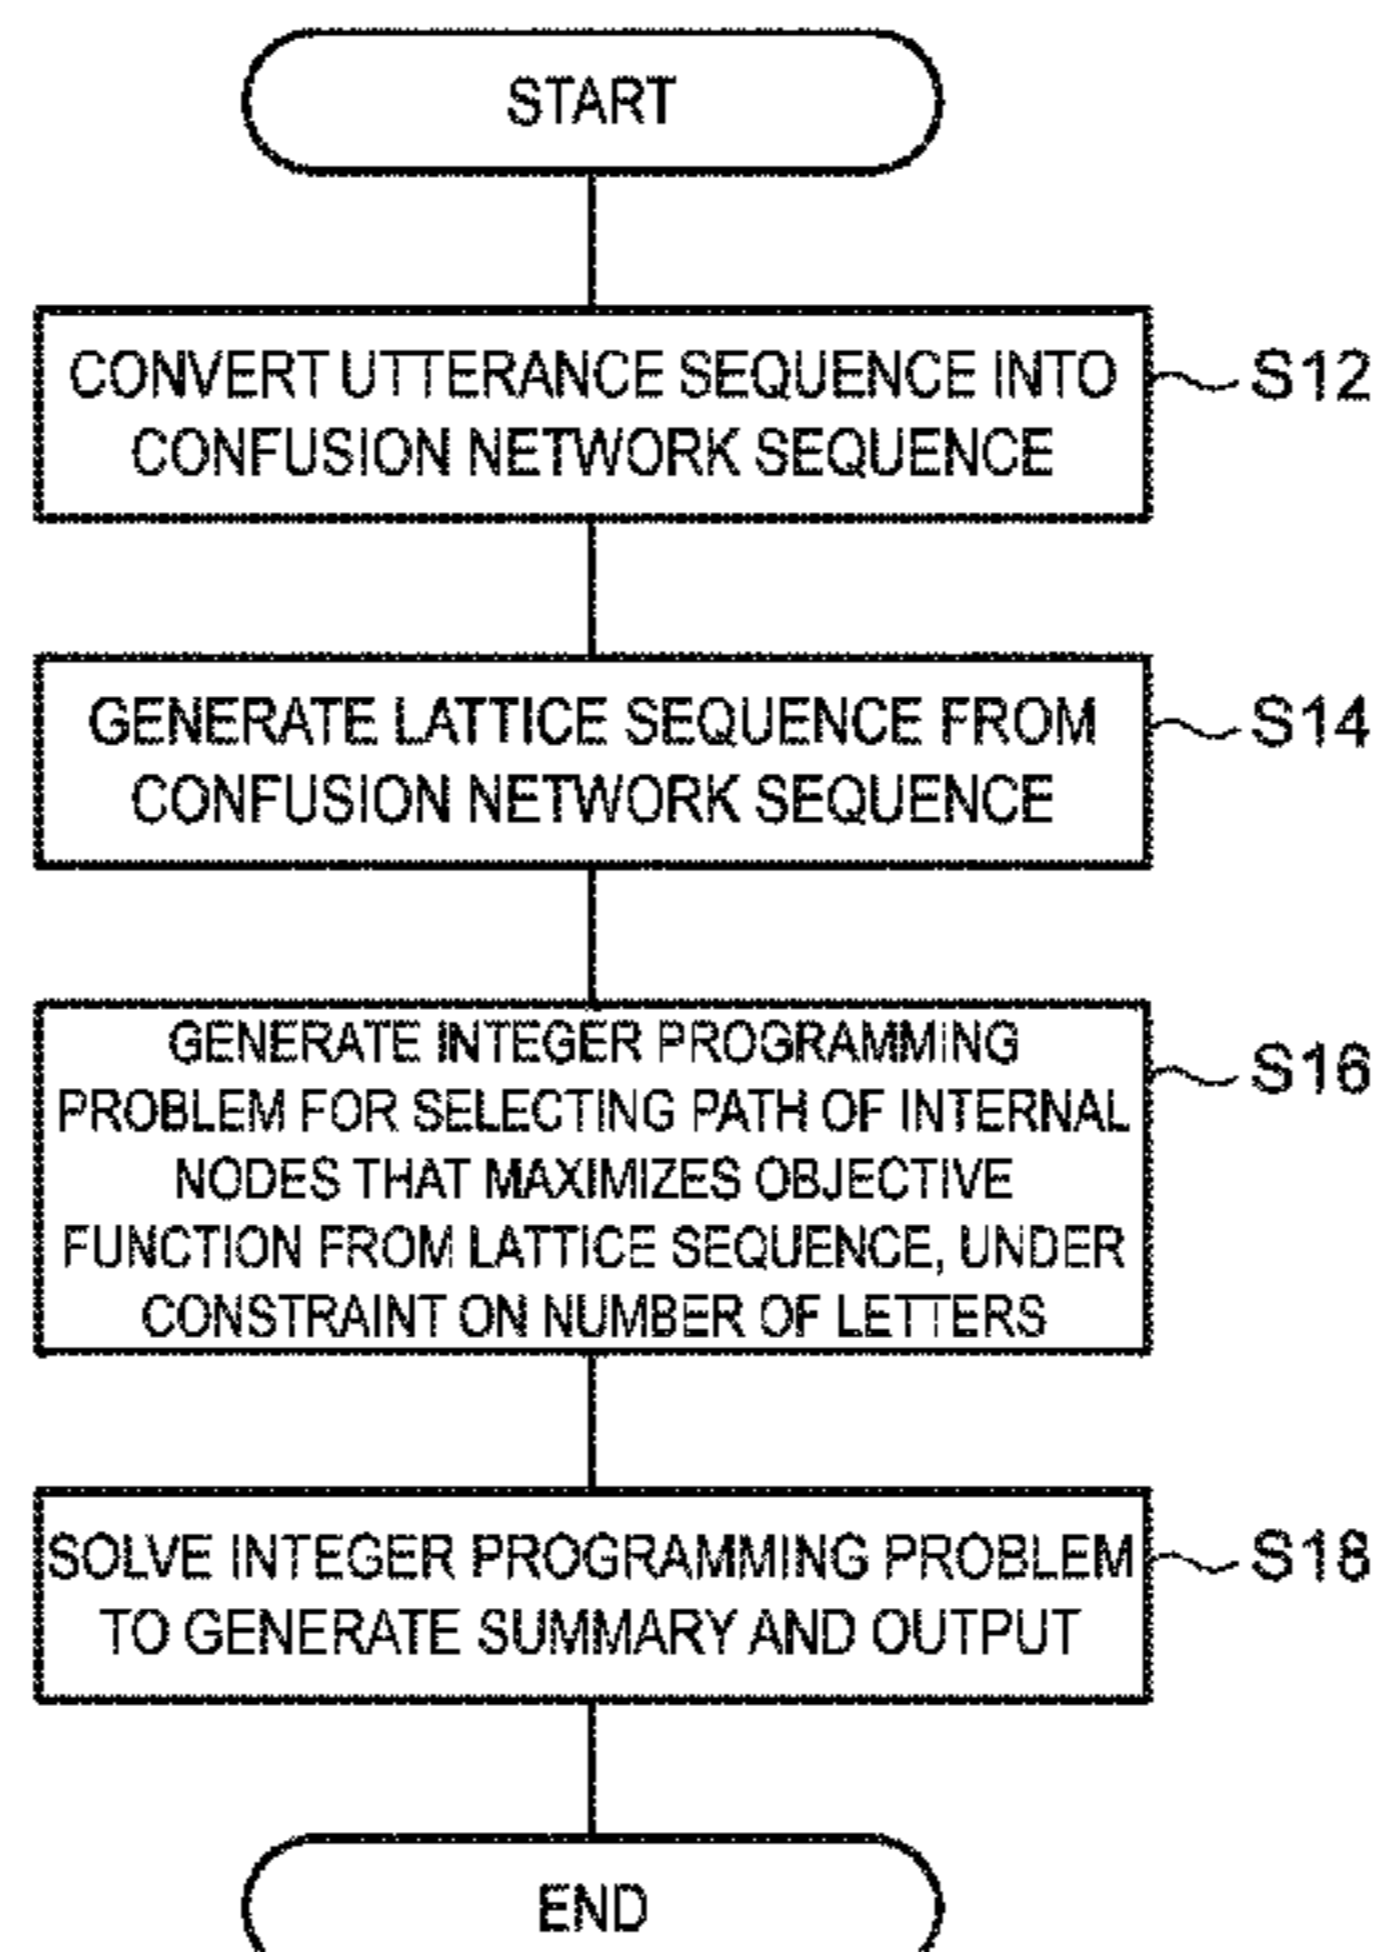 START
CONVERT UTTERANCE SEQUENCE INTO
CONFUSION NETWORK SEQUENCE
S12
GENERATE LATTICE SEQUENCE FROM
CONFUSION NETWORK SEQUENCE
S14
GENERATE INTEGER PROGRAMMING
PROBLEM FOR SELECTING PATH OF INTERNAL
NODES THAT MAXIMIZES OBJECTIVE
FUNCTION FROM LATTICE SEQUENCE, UNDER
CONSTRAINT ON NUMBER OF LETTERS
S16
SOLVE INTEGER PROGRAMMING PROBLEM
TO GENERATE SUMMARY AND OUTPUT
S18
END